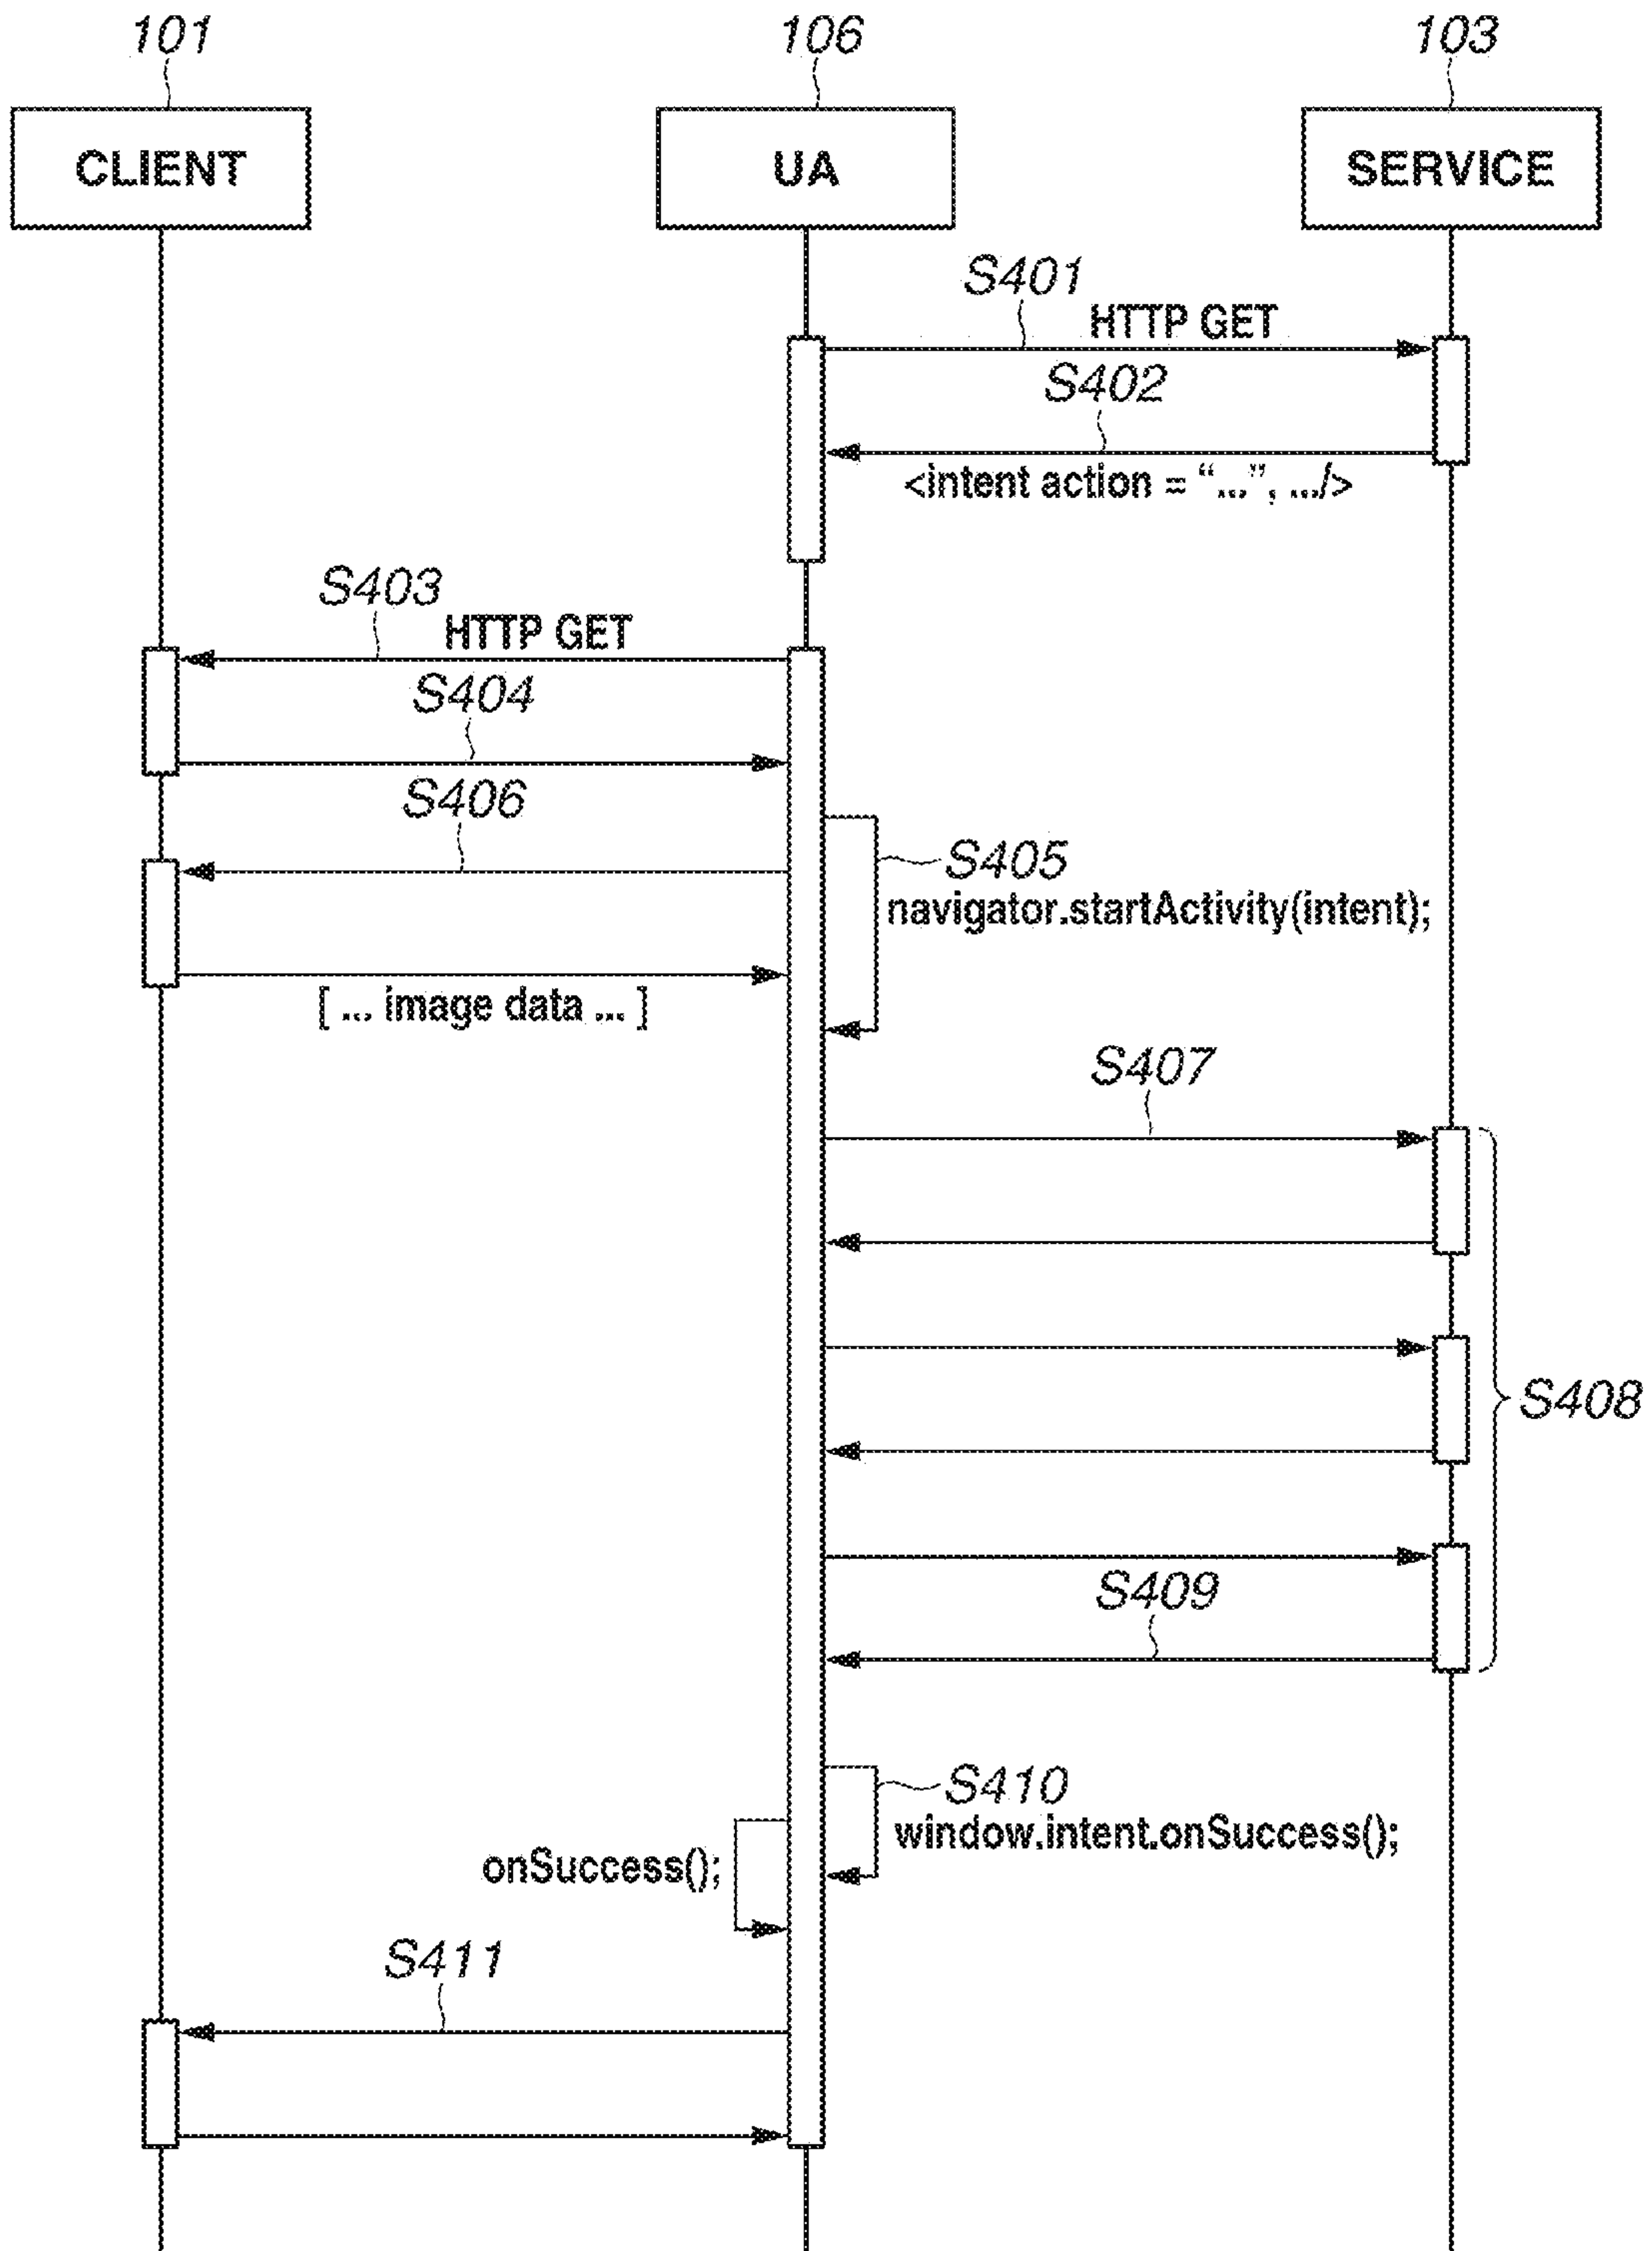 101
106
103
CLIENT
UA
SERVICE
S401
HTTP GET
S402
<intent action = “...”, .../>
S403
HTTP GET
S404
S406
S405
navigator.startActivity(intent);
[ ... image data ... ]
S407
S408
S409
S410
window.intent.onSuccess();
onSuccess();
S411